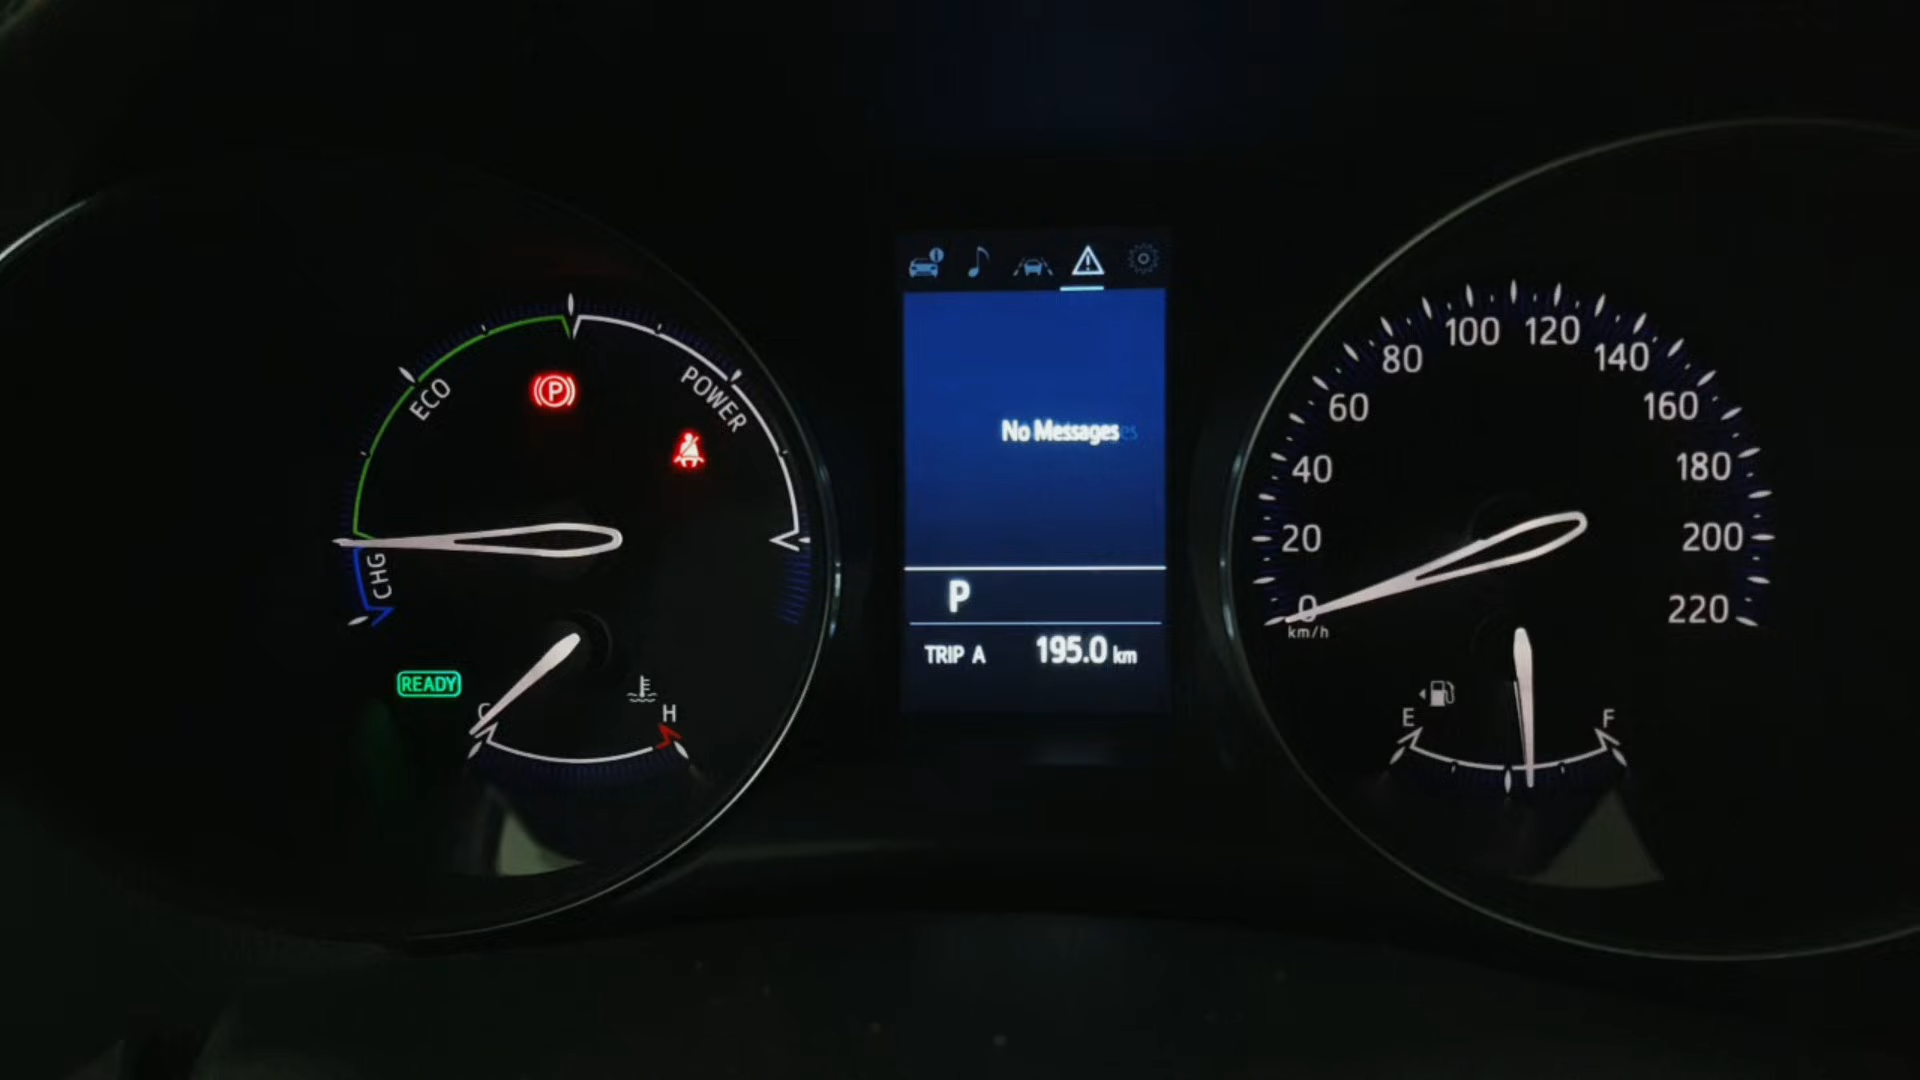 ECO
POWER
CHG
P
READY
C
H
No Messages
P
TRIP A 195.0 km
0
20
40
60
80
100
120
140
160
180
200
220
km/h
E
F